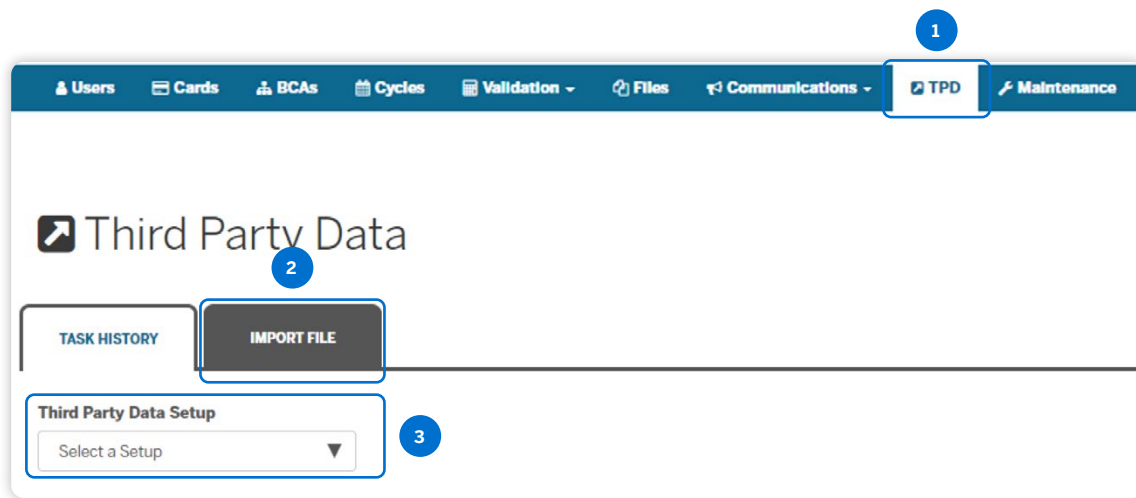 1
Users Cards BCAs Cycles Validation Files Communications TPD Maintenance
Third Party Data
2
TASK HISTORY IMPORT FILE
Third Party Data Setup
Select a Setup
3